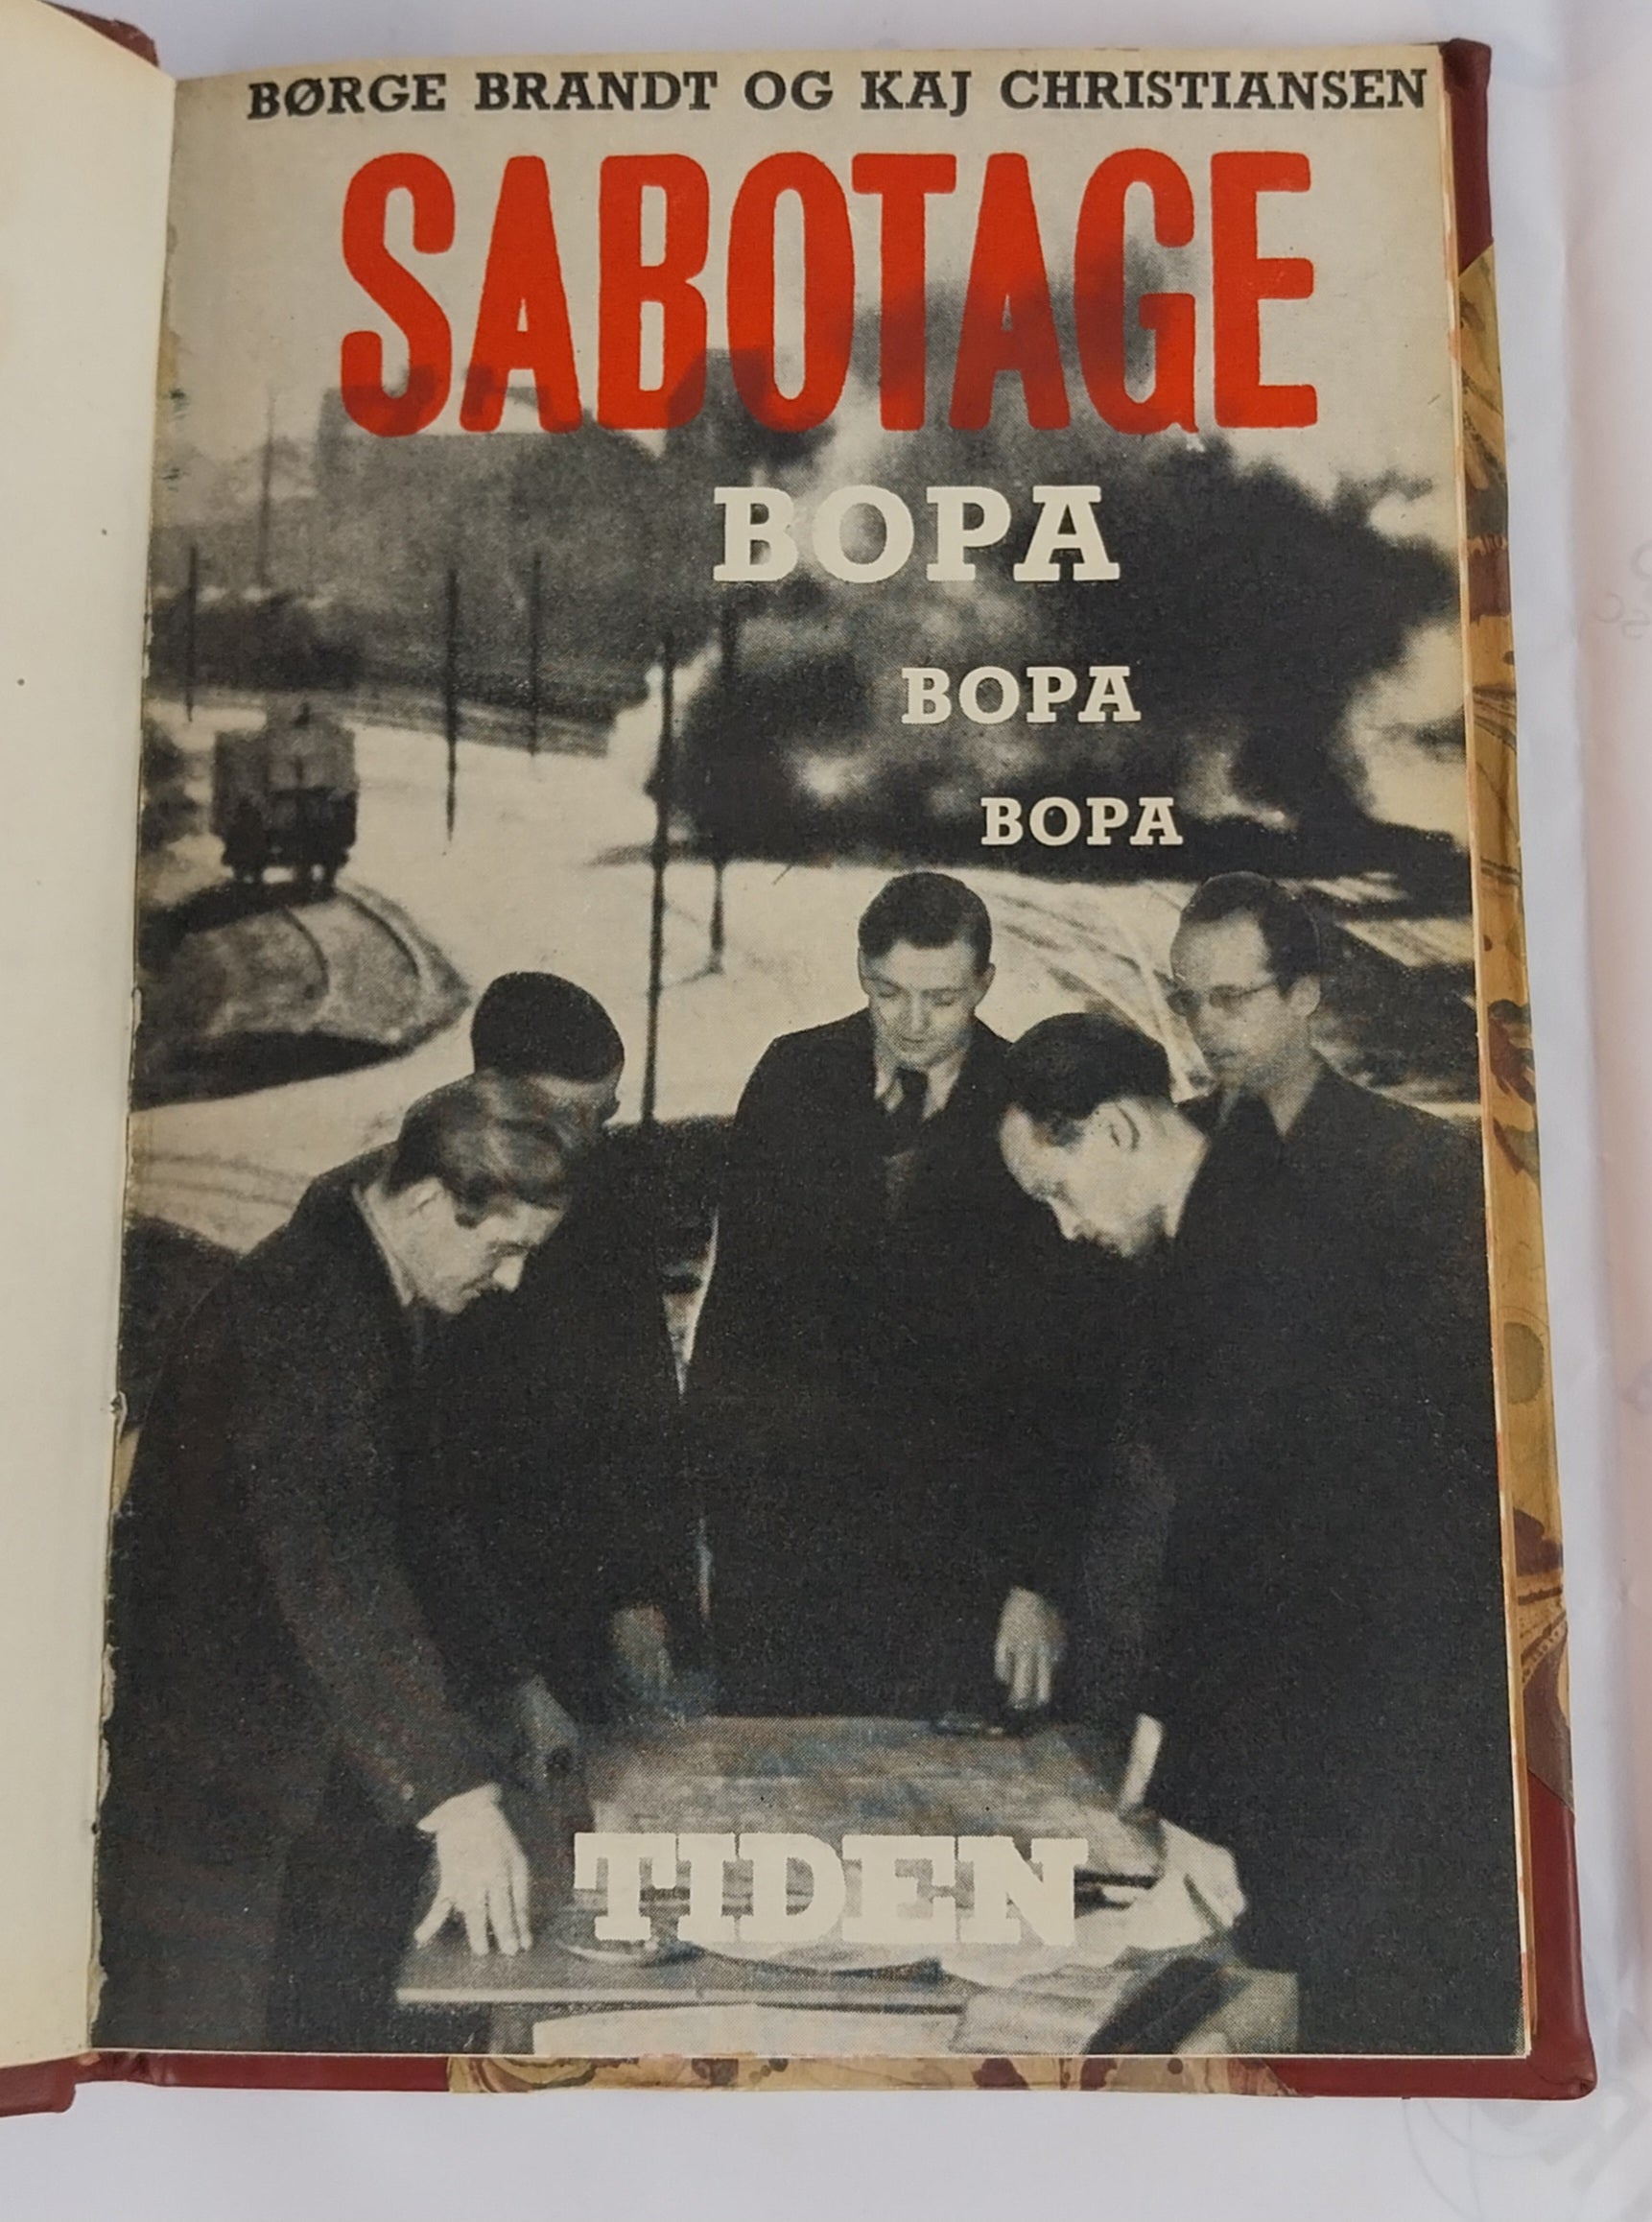 BØRGE BRANDT OG KAJ CHRISTIANSEN
SABOTAGE
BOPA
BOPA
BOPA
TIDEN